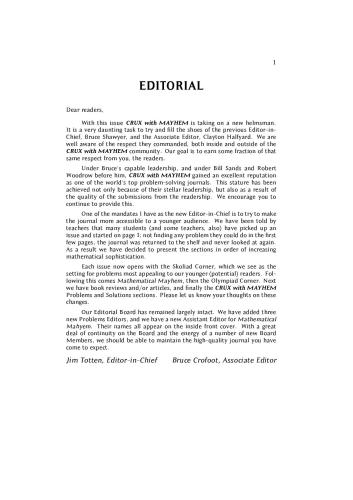 1
EDITORIAL
Dear readers,
With this issue CRUX with MAYHEM is taking on a new helmsman.
It is a very daunting task to try and fill the shoes of the previous Editor-in-
Chief, Bruce Shawyer, and the Associate Editor, Clayton Halfyard. We are
well aware of the respect they commanded, both inside and outside of the
CRUX with MAYHEM community. Our goal is to earn some fraction of that
same respect from you, the readers.
Under Bruce's capable leadership, and under Bill Sands and Robert
Woodrow before him, CRUX with MAYHEM gained an excellent reputation
as one of the world's top problem-solving journals. This stature has been
achieved not only because of their stellar leadership, but also as a result of
the quality of the submissions from the readership. We encourage you to
continue to provide this.
One of the mandates I have as the new Editor-in-Chief is to try to make
the journal more accessible to a younger audience. We have been told by
teachers that many students (and some teachers, also) have picked up an
issue and started on page 1; not finding any problem they could do in the first
few pages, the journal was returned to the shelf and never looked at again.
As a result we have decided to present the sections in order of increasing
mathematical sophistication.
Each issue now opens with the Skoliad Corner, which we see as the
setting for problems most appealing to our younger (potential) readers. Fol-
lowing this comes Mathematical Mayhem, then the Olympiad Corner. Next
we have book reviews and/or articles, and finally the CRUX with MAYHEM
Problems and Solutions sections. Please let us know your thoughts on these
changes.
Our Editorial Board has remained largely intact. We have added three
new Problems Editors, and we have a new Assistant Editor for Mathematical
Mahyem. Their names all appear on the inside front cover. With a great
deal of continuity on the Board and the energy of a number of new Board
Members, we should be able to maintain the high-quality journal you have
come to expect.
Jim Totten, Editor-in-Chief Bruce Crofoot, Associate Editor